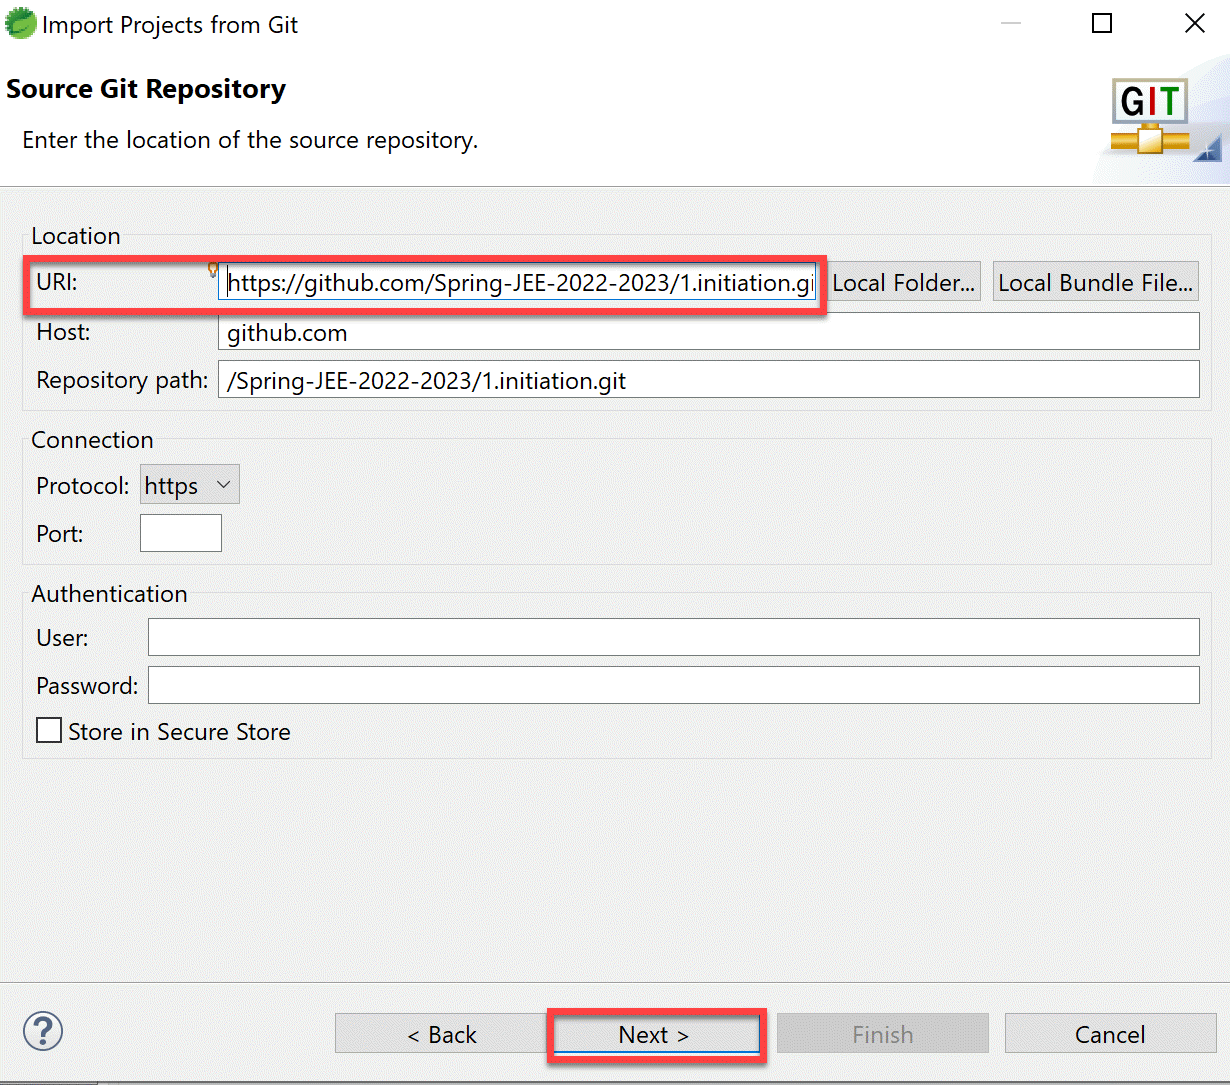 Import Projects from Git
Source Git Repository
Enter the location of the source repository.
GIT
Location
URI: https://github.com/Spring-JEE-2022-2023/1.initiation.gi Local Folder... Local Bundle File...
Host: github.com
Repository path: /Spring-JEE-2022-2023/1.initiation.git
Connection
Protocol: https
Port:
Authentication
User:
Password:
Store in Secure Store
? < Back Next > Finish Cancel